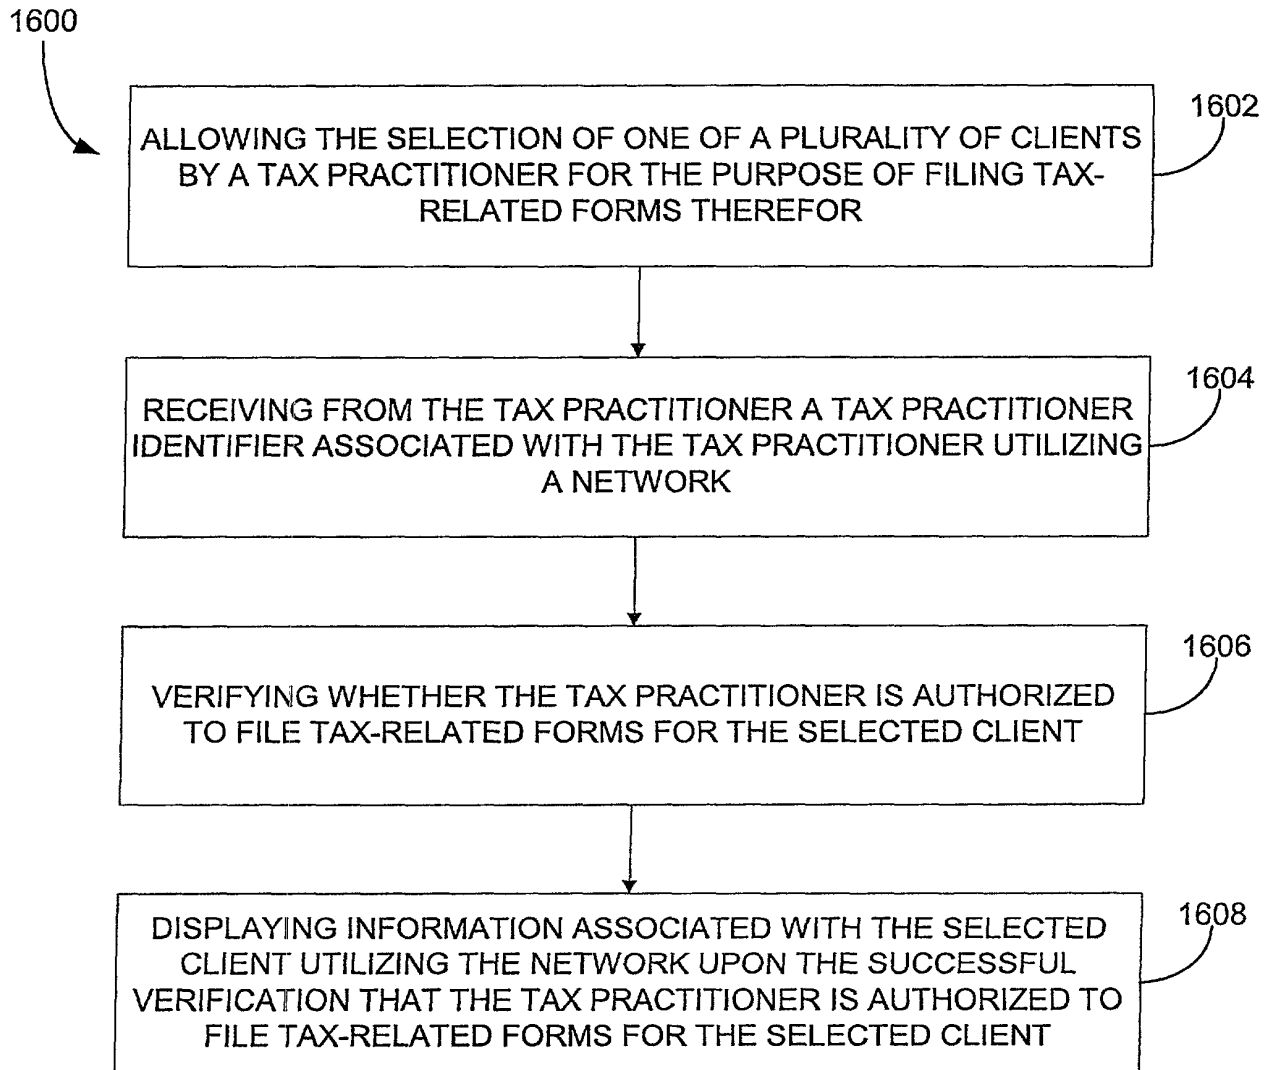 1600
1602
ALLOWING THE SELECTION OF ONE OF A PLURALITY OF CLIENTS
BY A TAX PRACTITIONER FOR THE PURPOSE OF FILING TAX-
RELATED FORMS THEREFOR
1604
RECEIVING FROM THE TAX PRACTITIONER A TAX PRACTITIONER
IDENTIFIER ASSOCIATED WITH THE TAX PRACTITIONER UTILIZING
A NETWORK
1606
VERIFYING WHETHER THE TAX PRACTITIONER IS AUTHORIZED
TO FILE TAX-RELATED FORMS FOR THE SELECTED CLIENT
1608
DISPLAYING INFORMATION ASSOCIATED WITH THE SELECTED
CLIENT UTILIZING THE NETWORK UPON THE SUCCESSFUL
VERIFICATION THAT THE TAX PRACTITIONER IS AUTHORIZED TO
FILE TAX-RELATED FORMS FOR THE SELECTED CLIENT